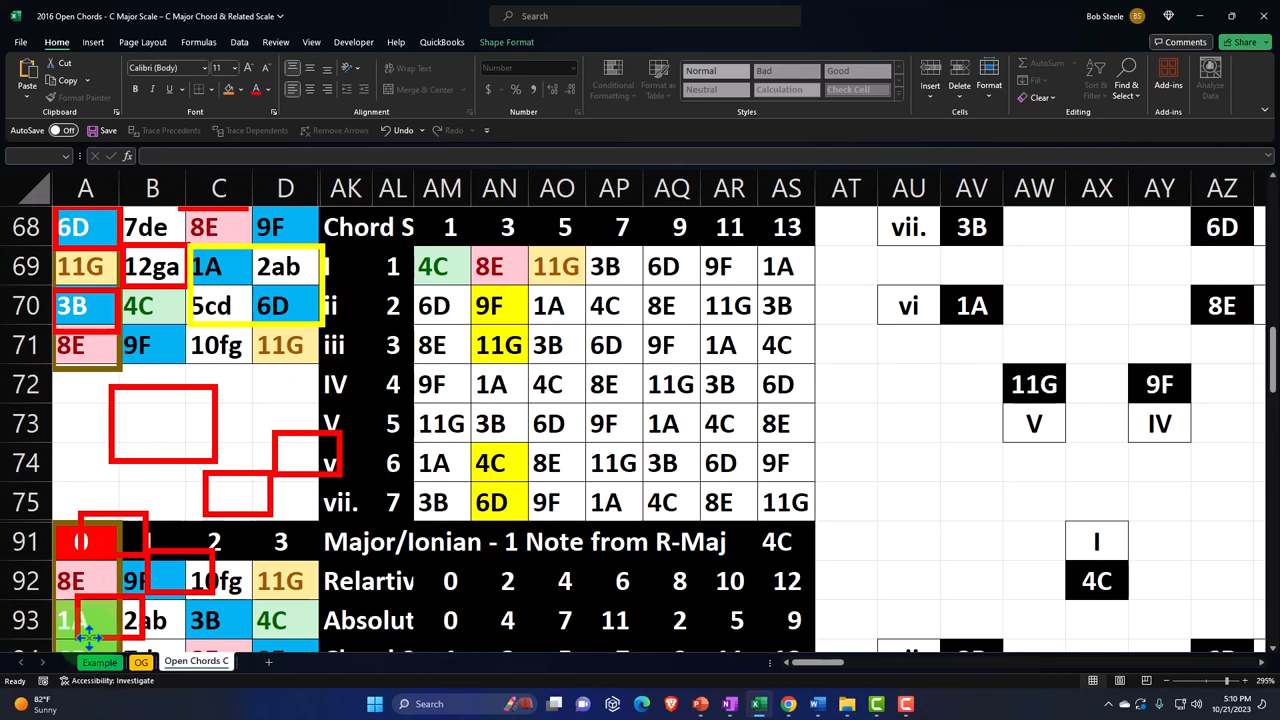 2016 Open Chords - C Major Scale – C Major Chord & Related Scale
Search
Bob Steele BS
File Home Insert Page Layout Formulas Data Review View Developer Help QuickBooks Shape Format
Comments Share
Paste Cut Copy Format Painter Clipboard
Calibri (Body) 11 Font
Wrap Text Merge & Center Alignment
Number Number
Conditional Formatting Format as Table Normal Bad Good Neutral Calculation Check Cell Styles
Insert Delete Format Cells
AutoSum Fill Clear Sort & Filter Find & Select Editing
Add-ins Add-ins
Analyze Data
AutoSave Off Save Trace Precedents Trace Dependents Remove Arrows Undo Redo
fx
A B C D AK AL AM AN AO AP AQ AR AS AT AU AV AW AX AY AZ
68 6D 7de 8E 9F Chord S 1 3 5 7 9 11 13 vii. 3B 6D
69 11G 12ga 1A 2ab I 1 4C 8E 11G 3B 6D 9F 1A
70 3B 4C 5cd 6D ii 2 6D 9F 1A 4C 8E 11G 3B vi 1A 8E
71 8E 9F 10fg 11G iii 3 8E 11G 3B 6D 9F 1A 4C
72 IV 4 9F 1A 4C 8E 11G 3B 6D 11G 9F
73 V 5 11G 3B 6D 9F 1A 4C 8E V IV
74 6 1A 4C 8E 11G 3B 6D 9F
75 vii. 7 3B 6D 9F 1A 4C 8E 11G
91 0 1 2 3 Major/Ionian - 1 Note from R-Maj 4C I
92 8E 10fg 11G Relartiv 0 2 4 6 8 10 12 4C
93 1A 2ab 3B 4C Absolut 0 4 7 11 2 5 9
Example OG Open Chords C
Ready Accessibility: Investigate 295%
82°F
Sunny
Search
5:10 PM
10/21/2023